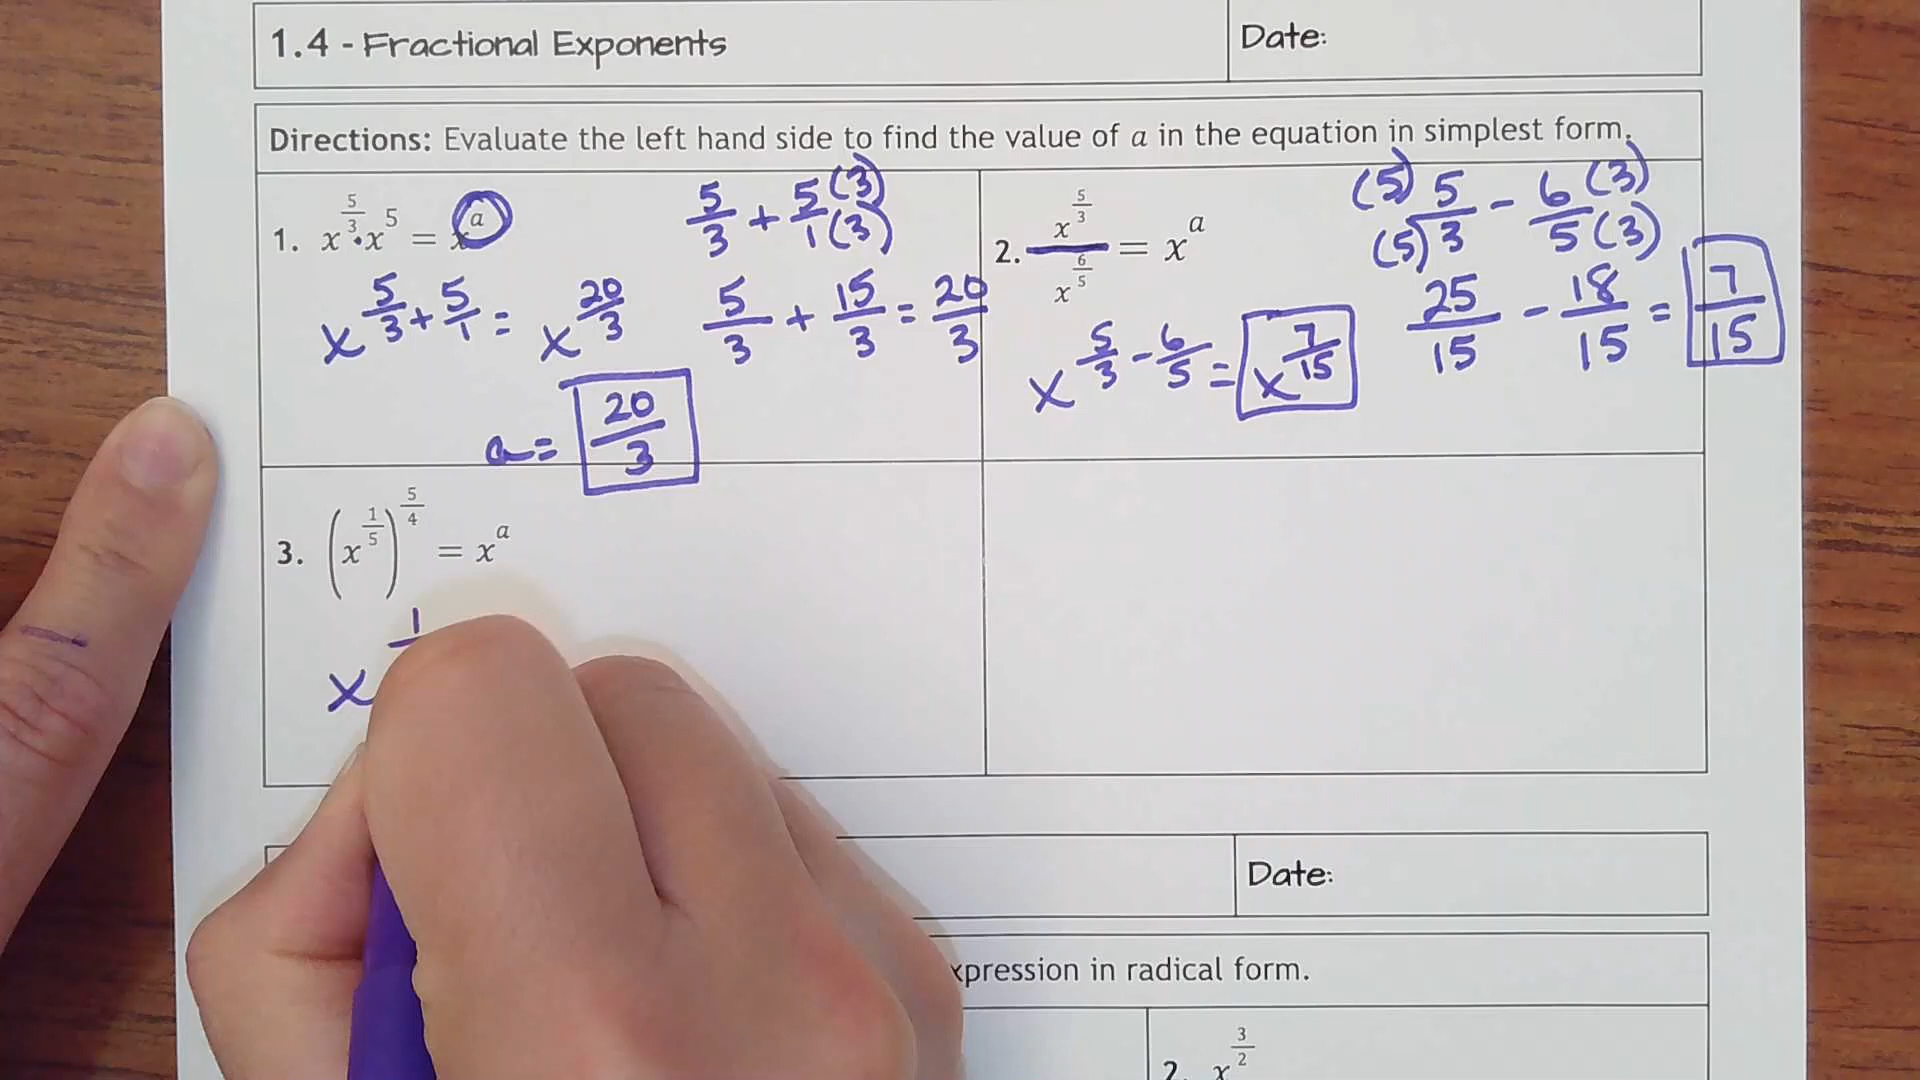 1.4 - Fractional Exponents
Date:
Directions: Evaluate the left hand side to find the value of a in the equation in simplest form.
1. x^(5/3) · x^5 = x^a
x^(5/3 + 5/1) = x^(20/3)
5/3 + 5(3)/1(3)
5/3 + 15/3 = 20/3
a = 20/3
2. x^(5/3) / x^(6/5) = x^a
(5)5/(5)3 - 6(3)/5(3)
25/15 - 18/15 = 7/15
x^(5/3 - 6/5) = x^(7/15)
3. (x^(1/5))^(5/4) = x^a
x 1
Date:
xpression in radical form.
2. x^(3/2)